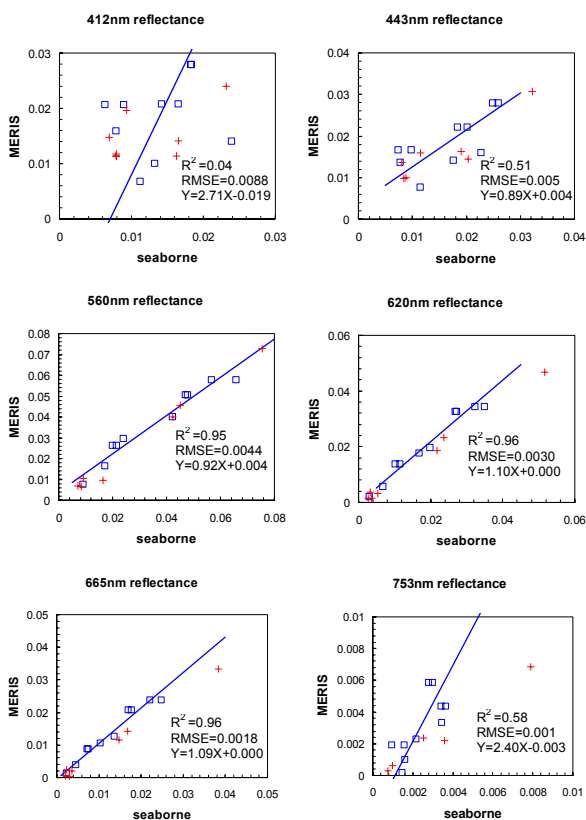 412nm reflectance
0.03
0.02
0.01
0
MERIS
R2 =0.04
RMSE=0.0088
Y=2.71X-0.019
0 0.01 0.02 0.03
seaborne
443nm reflectance
0.04
0.03
0.02
0.01
0.00
MERIS
R2 =0.51
RMSE=0.005
Y=0.89X+0.004
0 0.01 0.02 0.03 0.04
seaborne
560nm reflectance
0.08
0.07
0.06
0.05
0.04
0.03
0.02
0.01
0.00
MERIS
R2 =0.95
RMSE=0.0044
Y=0.92X+0.004
0 0.02 0.04 0.06 0.08
seaborne
620nm reflectance
0.06
0.04
0.02
0.00
MERIS
R2 =0.96
RMSE=0.0030
Y=1.10X+0.000
0 0.02 0.04 0.06
seaborne
665nm reflectance
0.05
0.04
0.03
0.02
0.01
0.00
MERIS
R2 =0.96
RMSE=0.0018
Y=1.09X+0.000
0 0.01 0.02 0.03 0.04 0.05
seaborne
753nm reflectance
0.01
0.008
0.006
0.004
0.002
0.000
MERIS
R2 =0.58
RMSE=0.001
Y=2.40X-0.003
0 0.002 0.004 0.006 0.008 0.01
seaborne